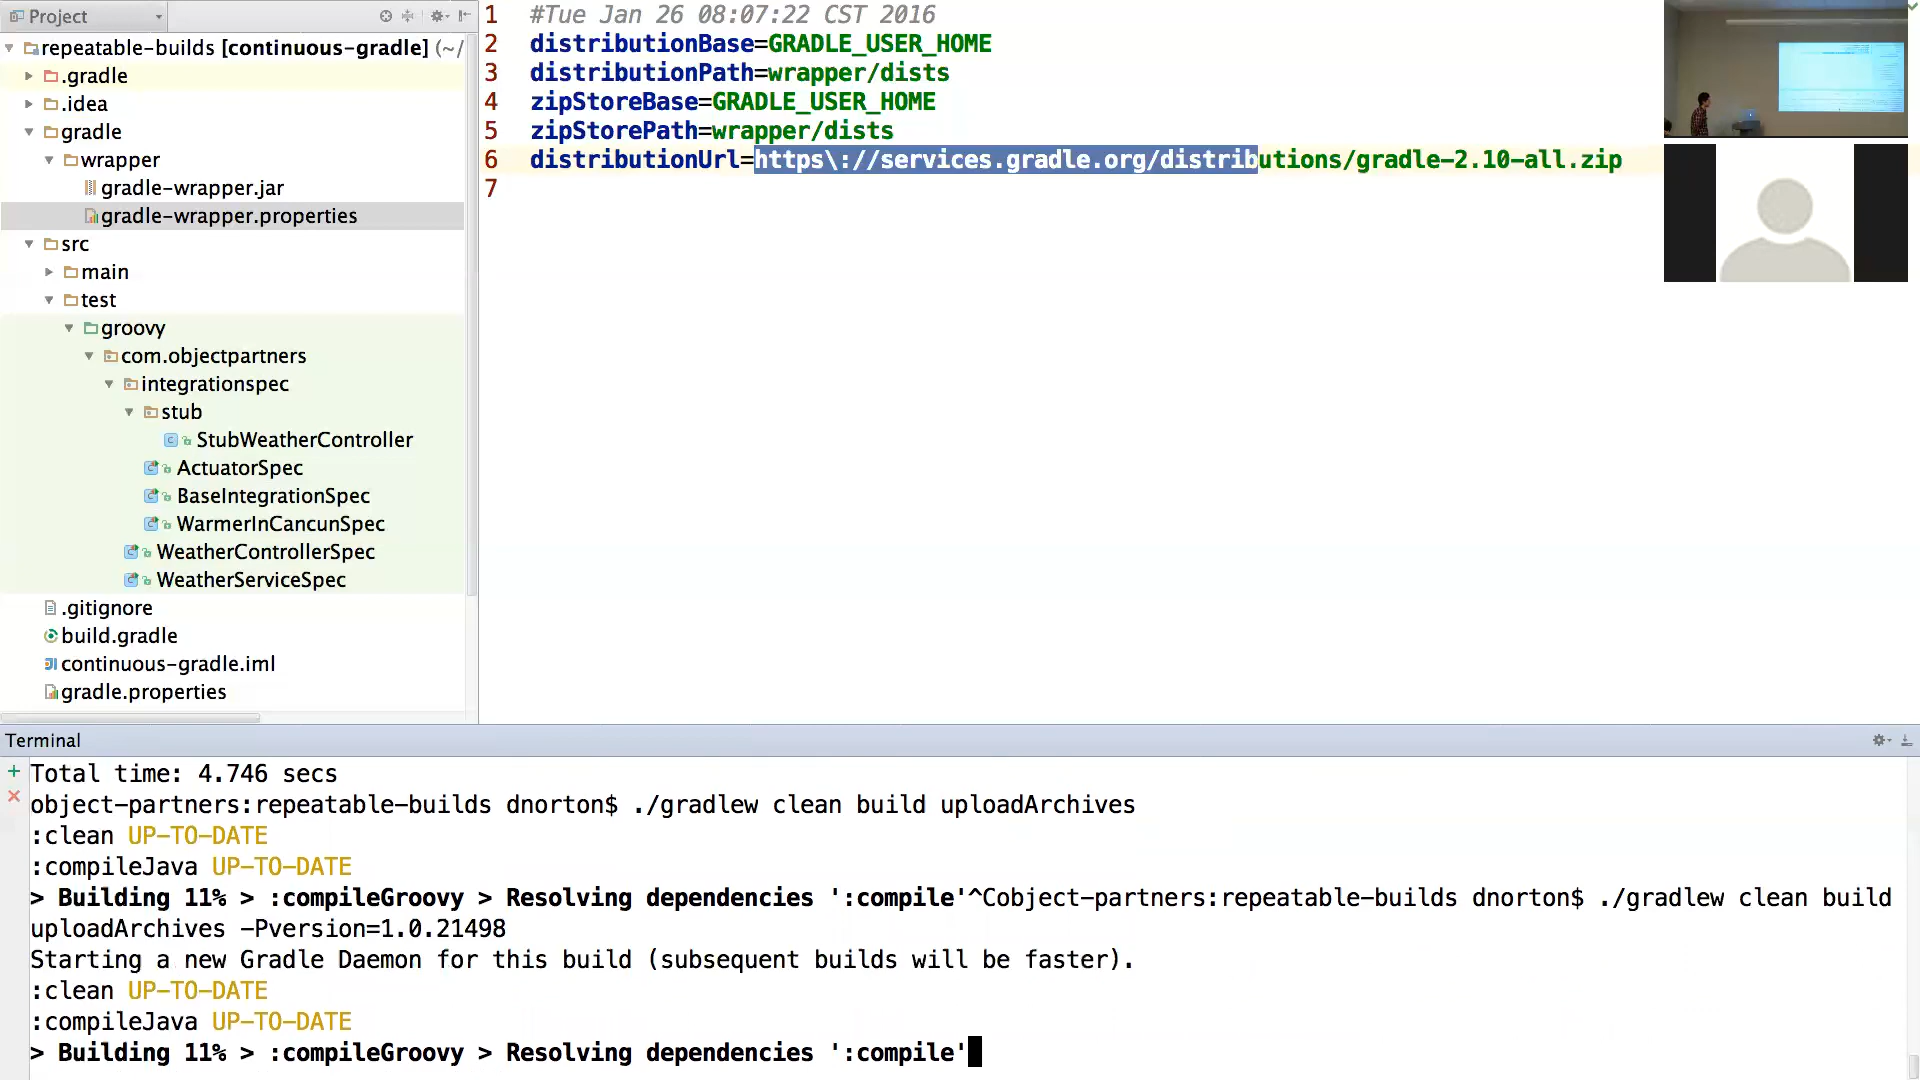 Project
repeatable-builds [continuous-gradle] (~/
.gradle
.idea
gradle
wrapper
gradle-wrapper.jar
gradle-wrapper.properties
src
main
test
groovy
com.objectpartners
integrationspec
stub
StubWeatherController
ActuatorSpec
BaseIntegrationSpec
WarmerInCancunSpec
WeatherControllerSpec
WeatherServiceSpec
.gitignore
build.gradle
continuous-gradle.iml
gradle.properties
1 #Tue Jan 26 08:07:22 CST 2016
2 distributionBase=GRADLE_USER_HOME
3 distributionPath=wrapper/dists
4 zipStoreBase=GRADLE_USER_HOME
5 zipStorePath=wrapper/dists
6 distributionUrl=https\://services.gradle.org/distributions/gradle-2.10-all.zip
7
Terminal
Total time: 4.746 secs
object-partners:repeatable-builds dnorton$ ./gradlew clean build uploadArchives
:clean UP-TO-DATE
:compileJava UP-TO-DATE
> Building 11% > :compileGroovy > Resolving dependencies ':compile'^Cobject-partners:repeatable-builds dnorton$ ./gradlew clean build
uploadArchives -Pversion=1.0.21498
Starting a new Gradle Daemon for this build (subsequent builds will be faster).
:clean UP-TO-DATE
:compileJava UP-TO-DATE
> Building 11% > :compileGroovy > Resolving dependencies ':compile'